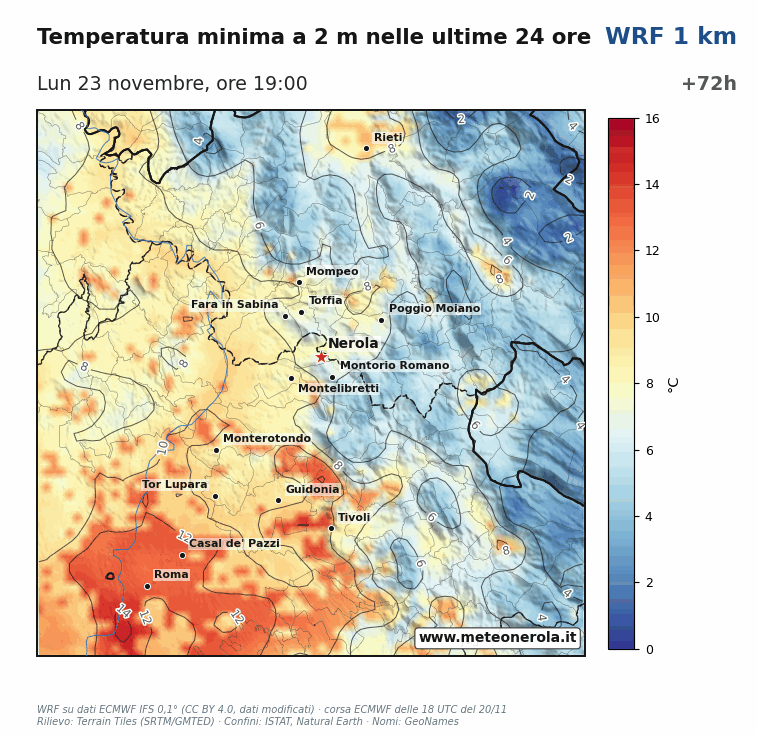 Temperatura minima a 2 m nelle ultime 24 ore WRF 1 km
Lun 23 novembre, ore 19:00 +72h
Rieti
Mompeo
Fara in Sabina
Toffia
Poggio Moiano
Nerola
Montorio Romano
Montelibretti
Monterotondo
Tor Lupara
Guidonia
Tivoli
Casal de' Pazzi
Roma
www.meteonerola.it
16
14
12
10
8
6
4
2
0
°C
WRF su dati ECMWF IFS 0,1° (CC BY 4.0, dati modificati) · corsa ECMWF delle 18 UTC del 20/11
Rilievo: Terrain Tiles (SRTM/GMTED) · Confini: ISTAT, Natural Earth · Nomi: GeoNames